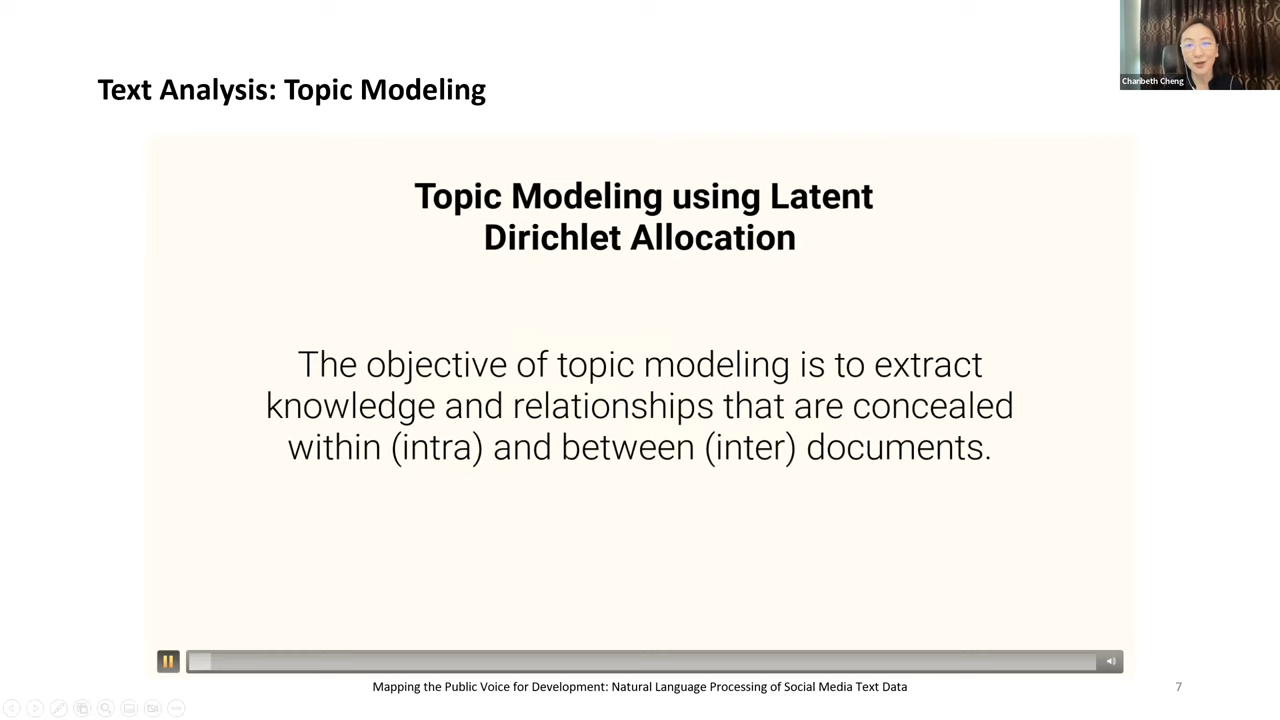 Charibeth Cheng
Text Analysis: Topic Modeling
Topic Modeling using Latent
Dirichlet Allocation
The objective of topic modeling is to extract
knowledge and relationships that are concealed
within (intra) and between (inter) documents.
Mapping the Public Voice for Development: Natural Language Processing of Social Media Text Data
7